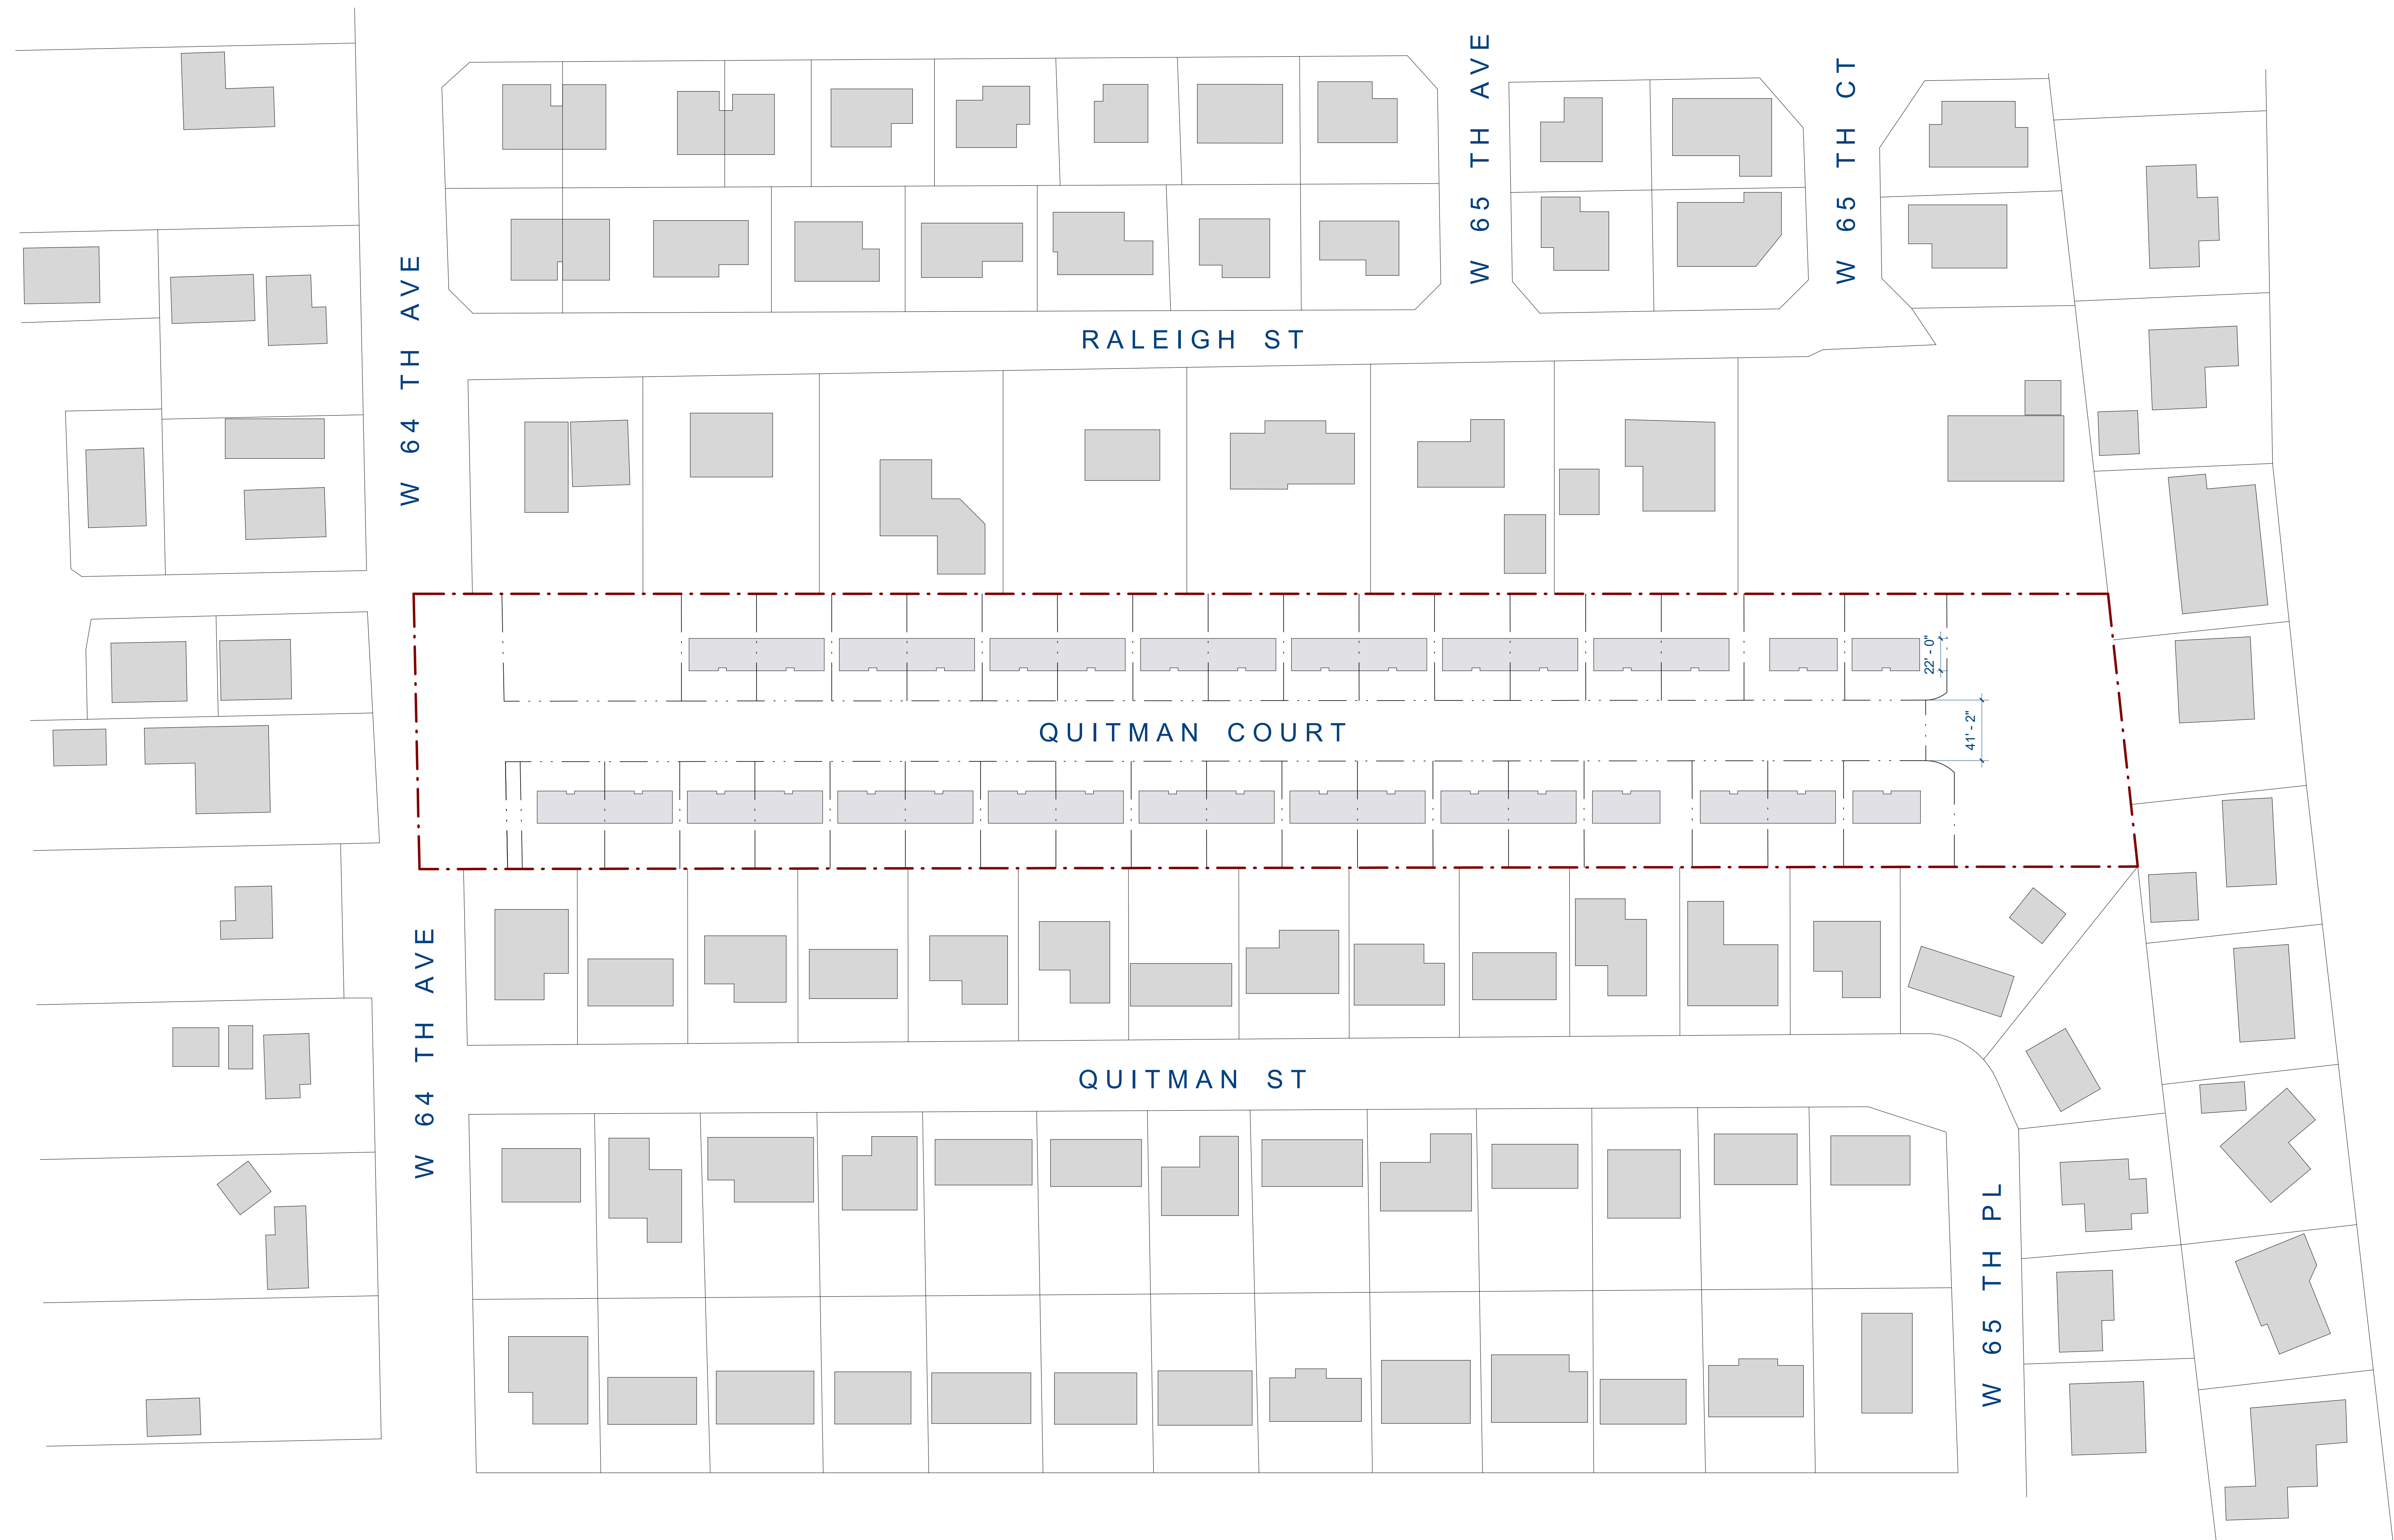 W 65 TH AVE
W 65 TH CT
W 64 TH AVE
RALEIGH ST
22' - 0"
QUITMAN COURT
41' - 2"
W 64 TH AVE
QUITMAN ST
W 65 TH PL